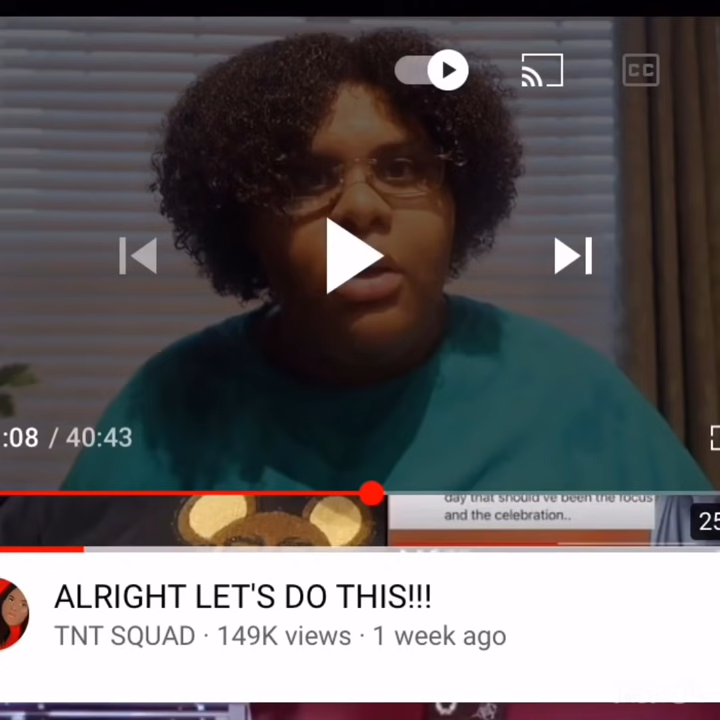 CC
:08 / 40:43
day that should've been the focus
and the celebration..
25
ALRIGHT LET'S DO THIS!!!
TNT SQUAD · 149K views · 1 week ago